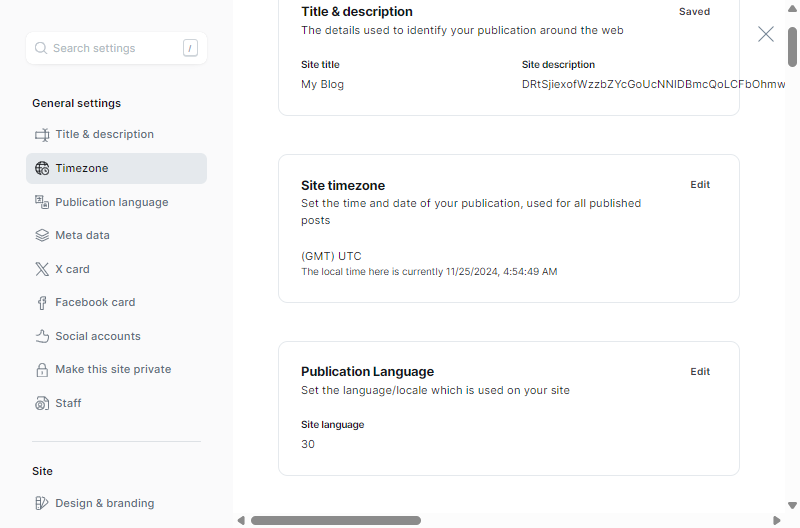 Search settings /
General settings
Title & description
Timezone
Publication language
Meta data
X card
Facebook card
Social accounts
Make this site private
Staff
Site
Design & branding
Title & description Saved
The details used to identify your publication around the web
Site title Site description
My Blog DRtSjiexofWzzbZYcGoUcNNIDBmcQoLCFbOhmw
Site timezone Edit
Set the time and date of your publication, used for all published
posts
(GMT) UTC
The local time here is currently 11/25/2024, 4:54:49 AM
Publication Language Edit
Set the language/locale which is used on your site
Site language
30